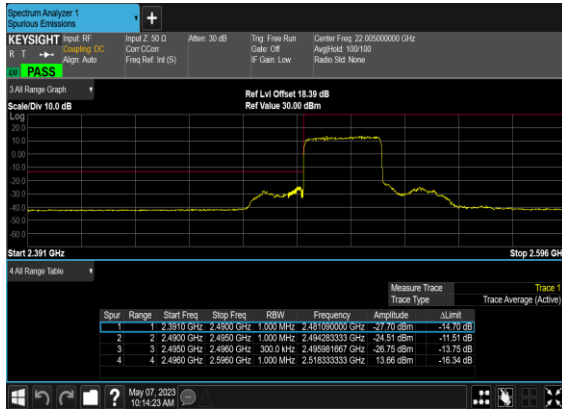 Spectrum Analyzer 1
Spurious Emissions
KEYSIGHT Input: RF
R T Coupling: DC
Align: Auto
LXI PASS
Input Z: 50 Ω
Corr CCorr
Freq Ref: Int (S)
Atten: 30 dB
Trig: Free Run
Gate: Off
IF Gain: Low
Center Freq: 22.005000000 GHz
Avg|Hold: 100/100
Radio Std: None
3 All Range Graph
Scale/Div 10.0 dB
Ref Lvl Offset 18.39 dB
Ref Value 30.00 dBm
Log
20.0
10.0
0.00
-10.0
-20.0
-30.0
-40.0
-50.0
-60.0
Start 2.391 GHz
Stop 2.596 GH
4 All Range Table
Measure Trace Trace 1
Trace Type Trace Average (Active)
Spur Range Start Freq Stop Freq RBW Frequency Amplitude ΔLimit
1 1 2.3910 GHz 2.4900 GHz 1.000 MHz 2.481090000 GHz -27.70 dBm -14.70 dB
2 2 2.4900 GHz 2.4950 GHz 1.000 MHz 2.494283333 GHz -24.51 dBm -11.51 dB
3 3 2.4950 GHz 2.4960 GHz 300.0 kHz 2.495981667 GHz -26.75 dBm -13.75 dB
4 4 2.4960 GHz 2.5960 GHz 1.000 MHz 2.518333333 GHz 13.66 dBm -16.34 dB
?
May 07, 2023
10:14:23 AM